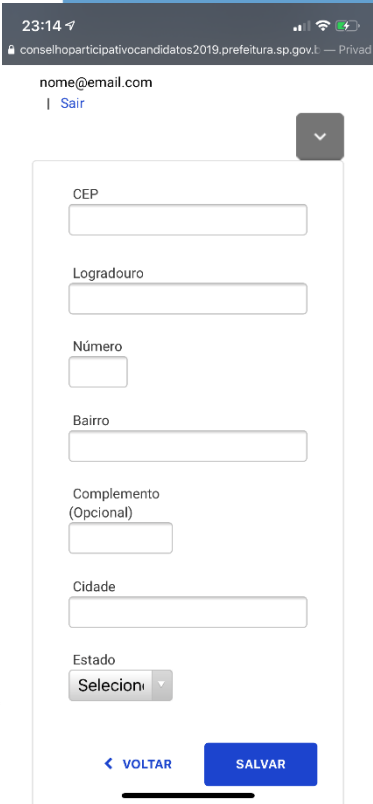 23:14
conselhoparticipativocandidatos2019.prefeitura.sp.gov.b — Privad
nome@email.com
| Sair
CEP
Logradouro
Número
Bairro
Complemento
(Opcional)
Cidade
Estado
Selecion
VOLTAR
SALVAR